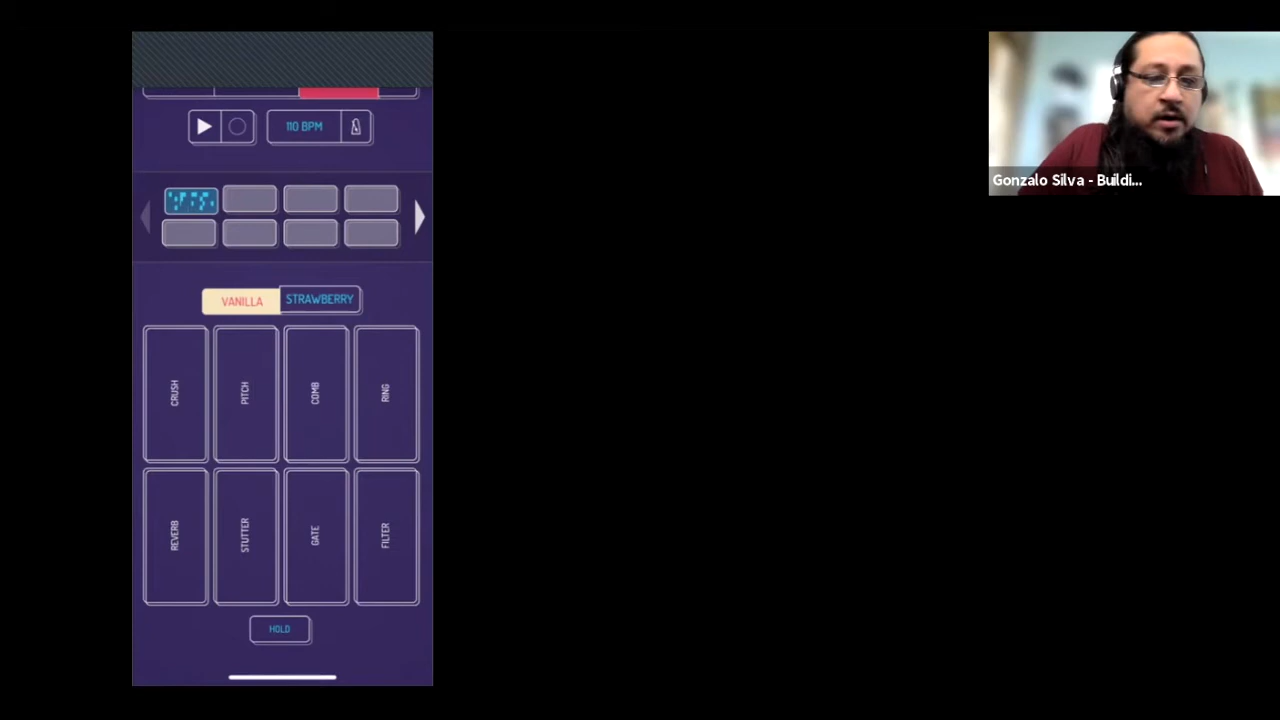 110 BPM
VANILLA
STRAWBERRY
CRUSH
PITCH
COMB
RING
REVERB
STUTTER
GATE
FILTER
HOLD
Gonzalo Silva - Buildi...